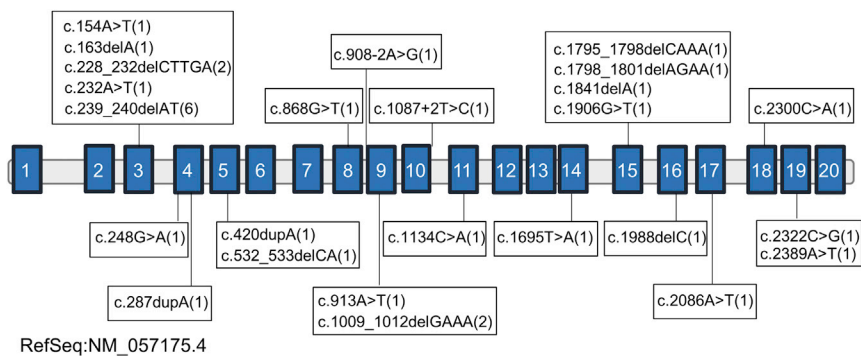 c.154A>T(1)
c.163delA(1)
c.228_232delCTTGA(2)
c.232A>T(1)
c.239_240delAT(6)
c.868G>T(1)
c.908-2A>G(1)
c.1087+2T>C(1)
c.1795_1798delCAAA(1)
c.1798_1801delAGAA(1)
c.1841delA(1)
c.1906G>T(1)
c.2300C>A(1)
1 2 3 4 5 6 7 8 9 10 11 12 13 14 15 16 17 18 19 20
c.248G>A(1)
c.287dupA(1)
c.420dupA(1)
c.532_533delCA(1)
c.913A>T(1)
c.1009_1012delGAAA(2)
c.1134C>A(1)
c.1695T>A(1)
c.1988delC(1)
c.2086A>T(1)
c.2322C>G(1)
c.2389A>T(1)
RefSeq:NM_057175.4